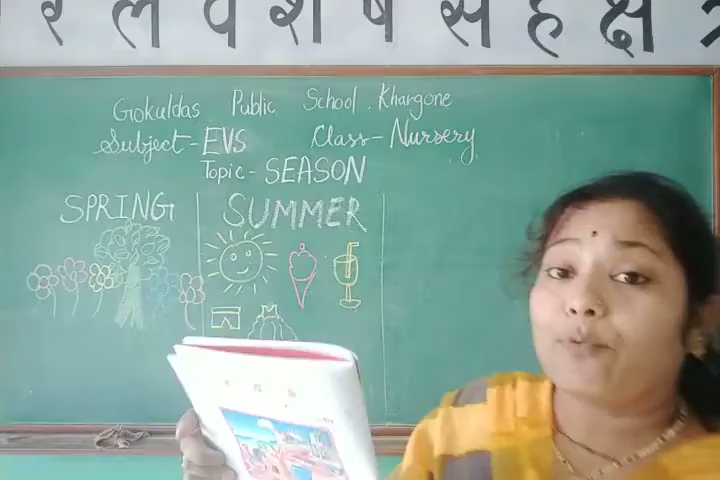 र ल व श ष स ह क्ष
Gokuldas Public School . Khargone
Subject - EVS Class - Nursery
Topic - SEASON
SPRING SUMMER